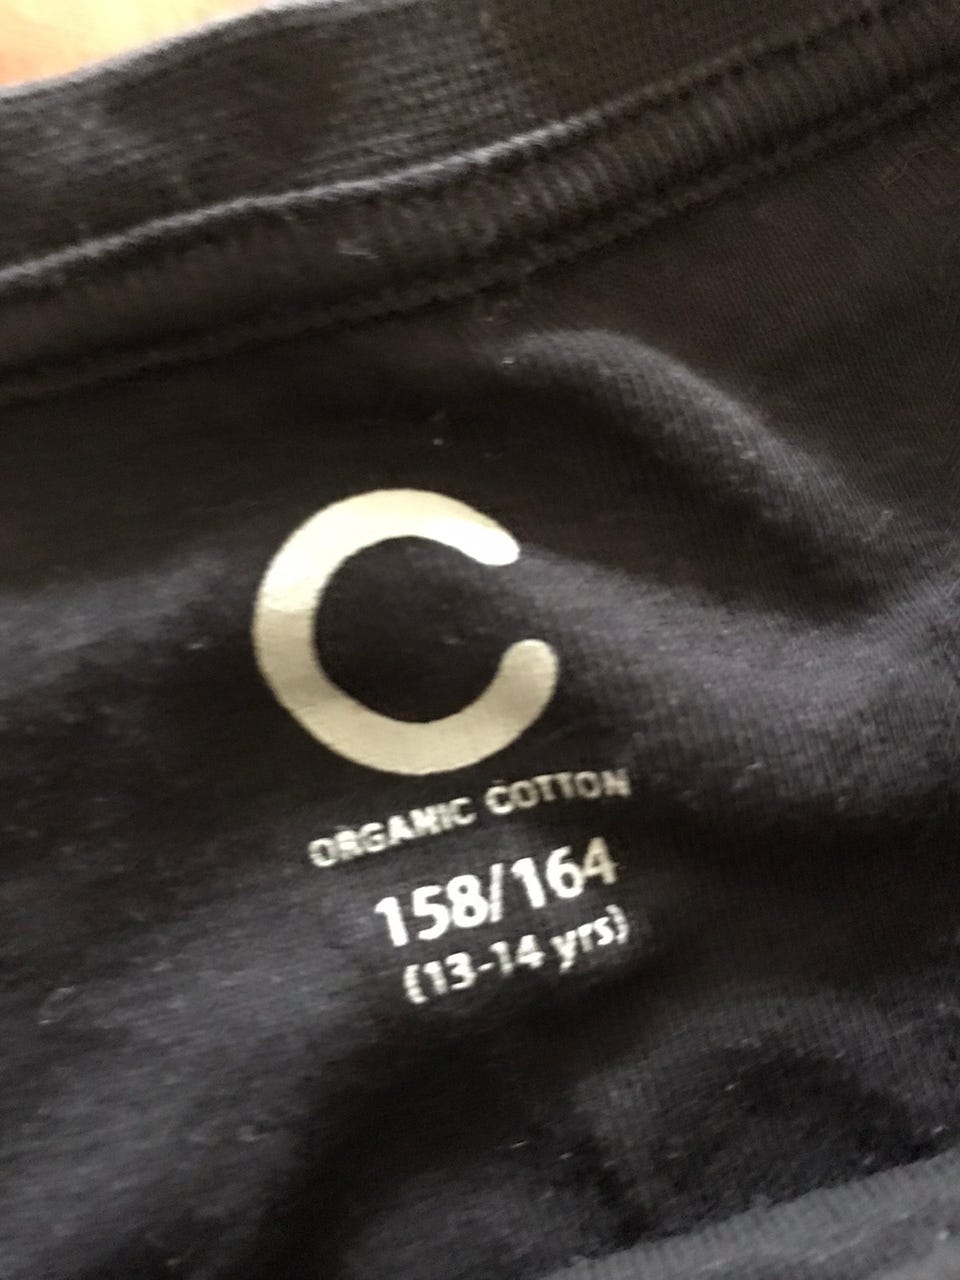 C
ORGANIC COTTON
158/164
(13-14 yrs)